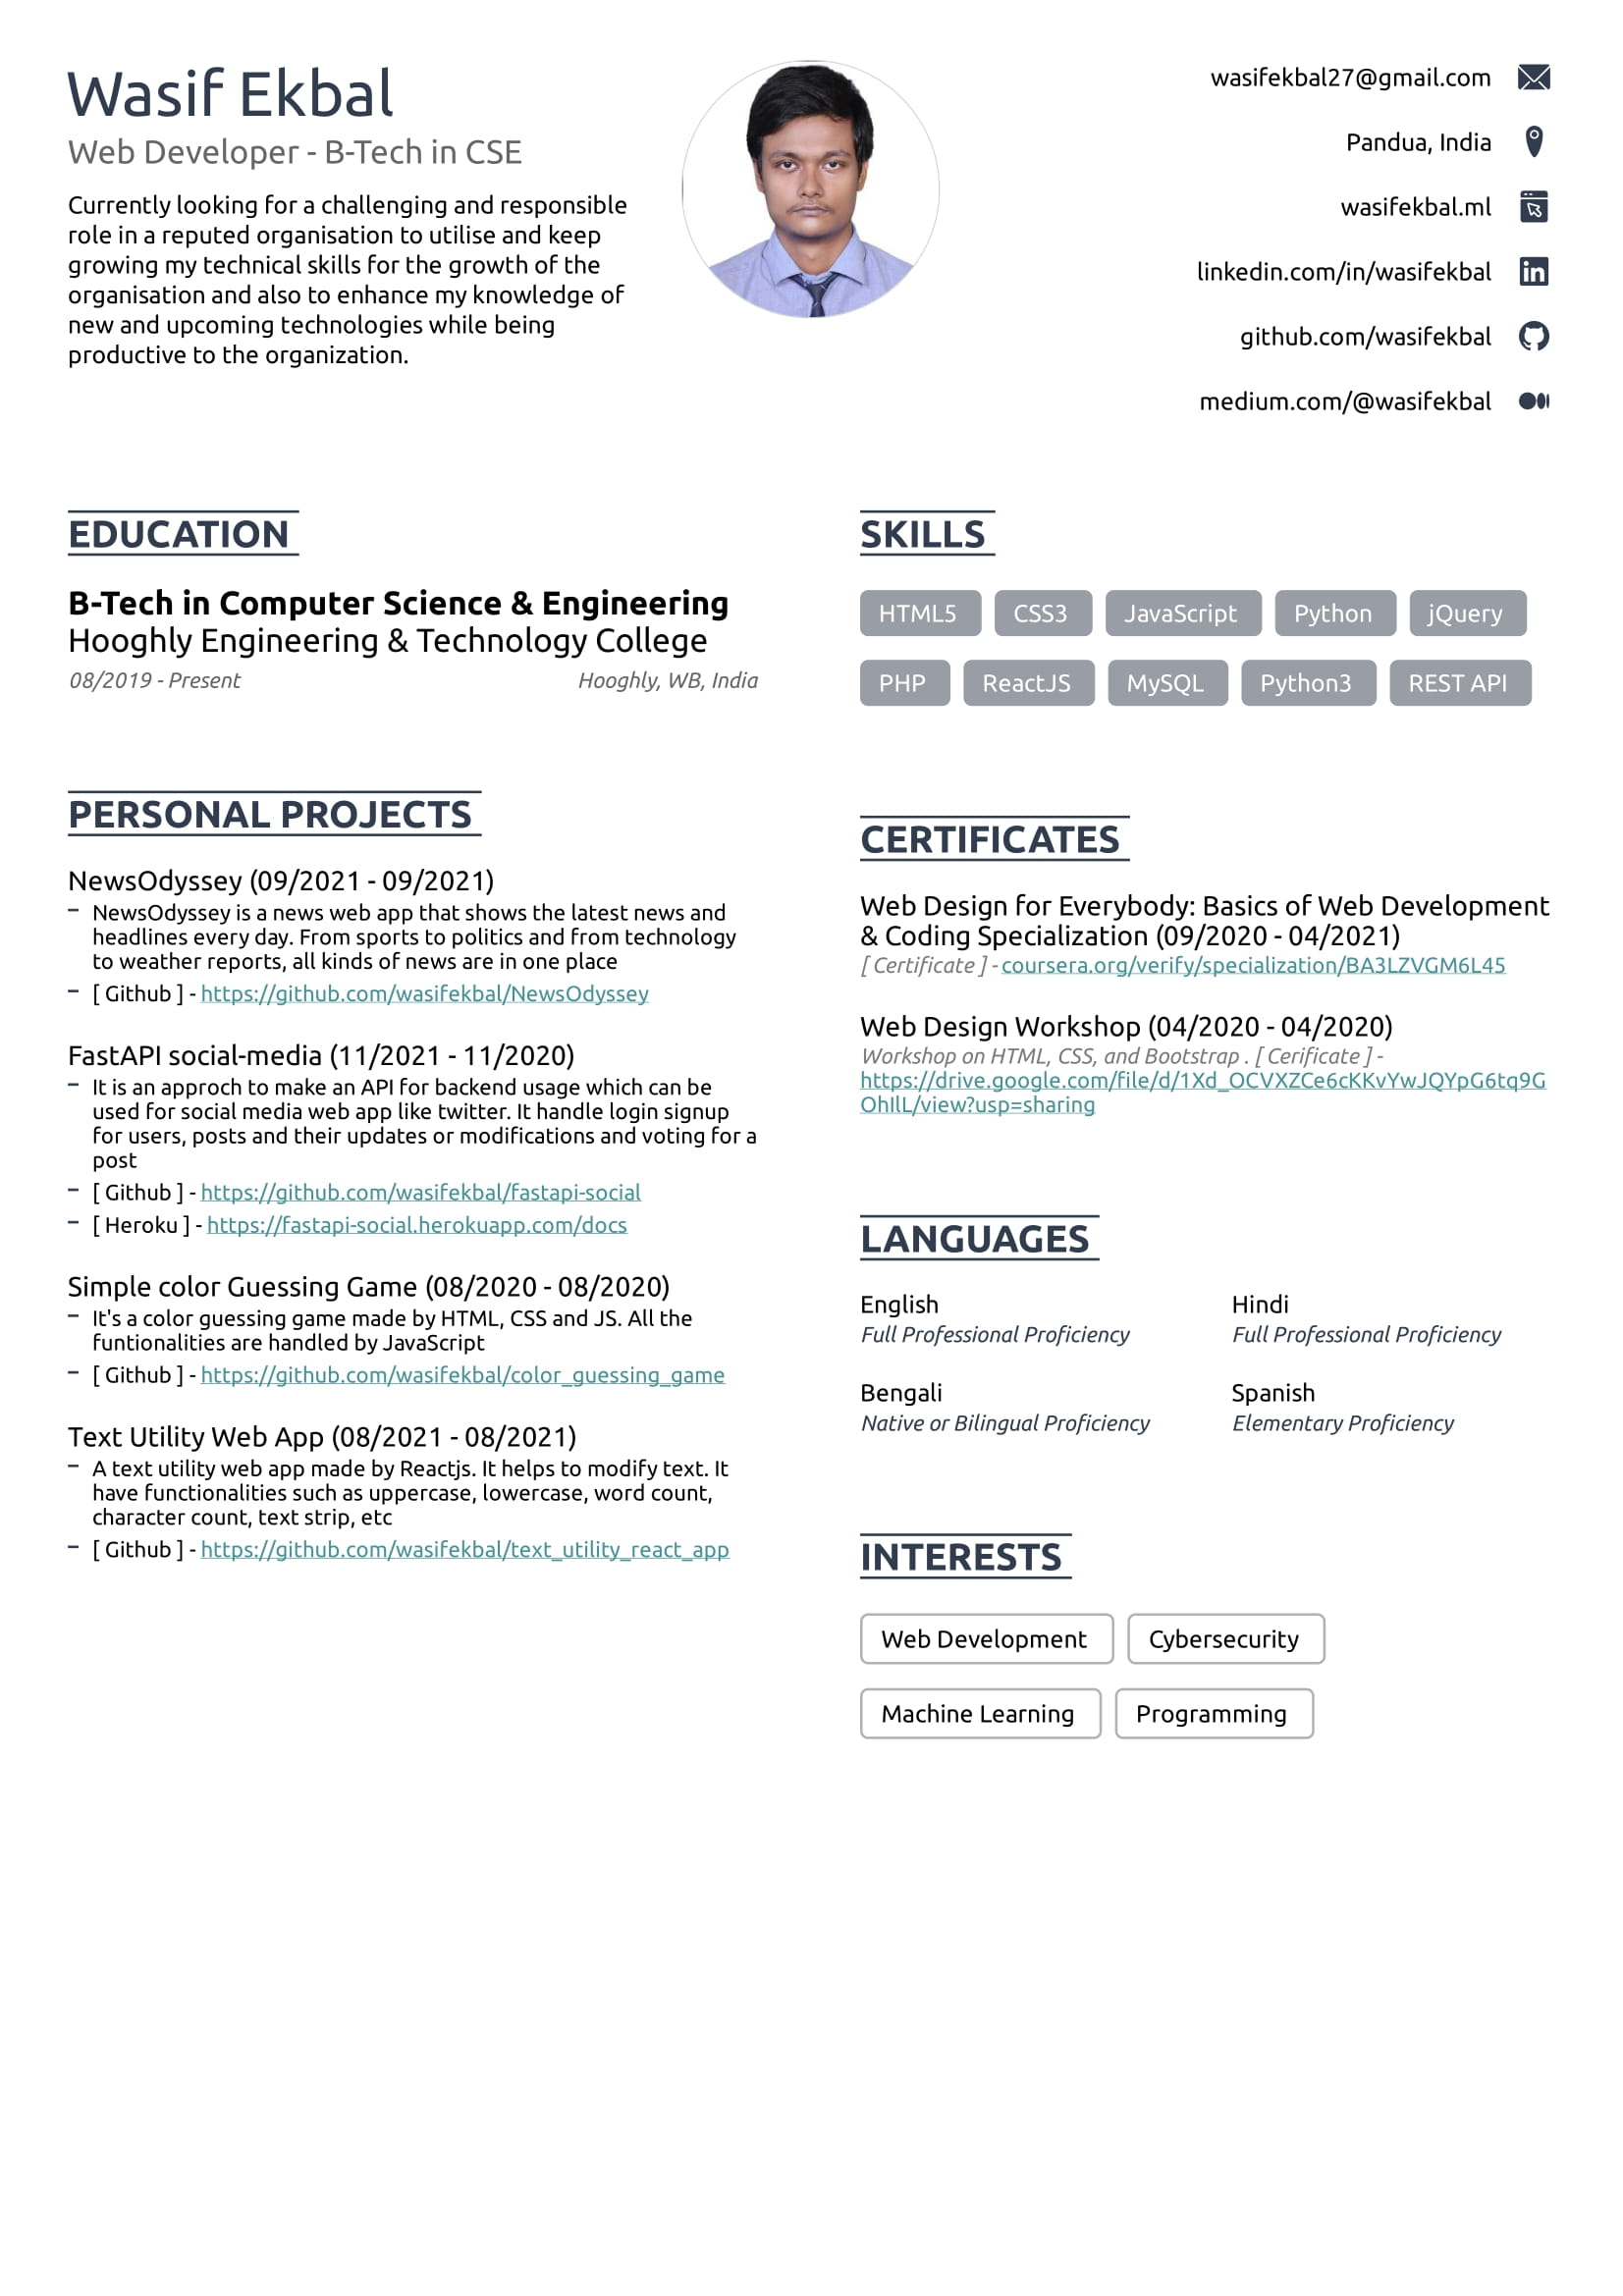 Wasif Ekbal
Web Developer - B-Tech in CSE
Currently looking for a challenging and responsible
role in a reputed organisation to utilise and keep
growing my technical skills for the growth of the
organisation and also to enhance my knowledge of
new and upcoming technologies while being
productive to the organization.
wasifekbal27@gmail.com
Pandua, India
wasifekbal.ml
linkedin.com/in/wasifekbal
github.com/wasifekbal
medium.com/@wasifekbal
EDUCATION
B-Tech in Computer Science & Engineering
Hooghly Engineering & Technology College
08/2019 - Present Hooghly, WB, India
PERSONAL PROJECTS
NewsOdyssey (09/2021 - 09/2021)
– NewsOdyssey is a news web app that shows the latest news and
headlines every day. From sports to politics and from technology
to weather reports, all kinds of news are in one place
– [ Github ] - https://github.com/wasifekbal/NewsOdyssey
FastAPI social-media (11/2021 - 11/2020)
– It is an approch to make an API for backend usage which can be
used for social media web app like twitter. It handle login signup
for users, posts and their updates or modifications and voting for a
post
– [ Github ] - https://github.com/wasifekbal/fastapi-social
– [ Heroku ] - https://fastapi-social.herokuapp.com/docs
Simple color Guessing Game (08/2020 - 08/2020)
– It's a color guessing game made by HTML, CSS and JS. All the
funtionalities are handled by JavaScript
– [ Github ] - https://github.com/wasifekbal/color_guessing_game
Text Utility Web App (08/2021 - 08/2021)
– A text utility web app made by Reactjs. It helps to modify text. It
have functionalities such as uppercase, lowercase, word count,
character count, text strip, etc
– [ Github ] - https://github.com/wasifekbal/text_utility_react_app
SKILLS
HTML5 CSS3 JavaScript Python jQuery
PHP ReactJS MySQL Python3 REST API
CERTIFICATES
Web Design for Everybody: Basics of Web Development
& Coding Specialization (09/2020 - 04/2021)
[ Certificate ] - coursera.org/verify/specialization/BA3LZVGM6L45
Web Design Workshop (04/2020 - 04/2020)
Workshop on HTML, CSS, and Bootstrap . [ Cerificate ] -
https://drive.google.com/file/d/1Xd_OCVXZCe6cKKvYwJQYpG6tq9G
OhIlL/view?usp=sharing
LANGUAGES
English Hindi
Full Professional Proficiency Full Professional Proficiency
Bengali Spanish
Native or Bilingual Proficiency Elementary Proficiency
INTERESTS
Web Development Cybersecurity
Machine Learning Programming